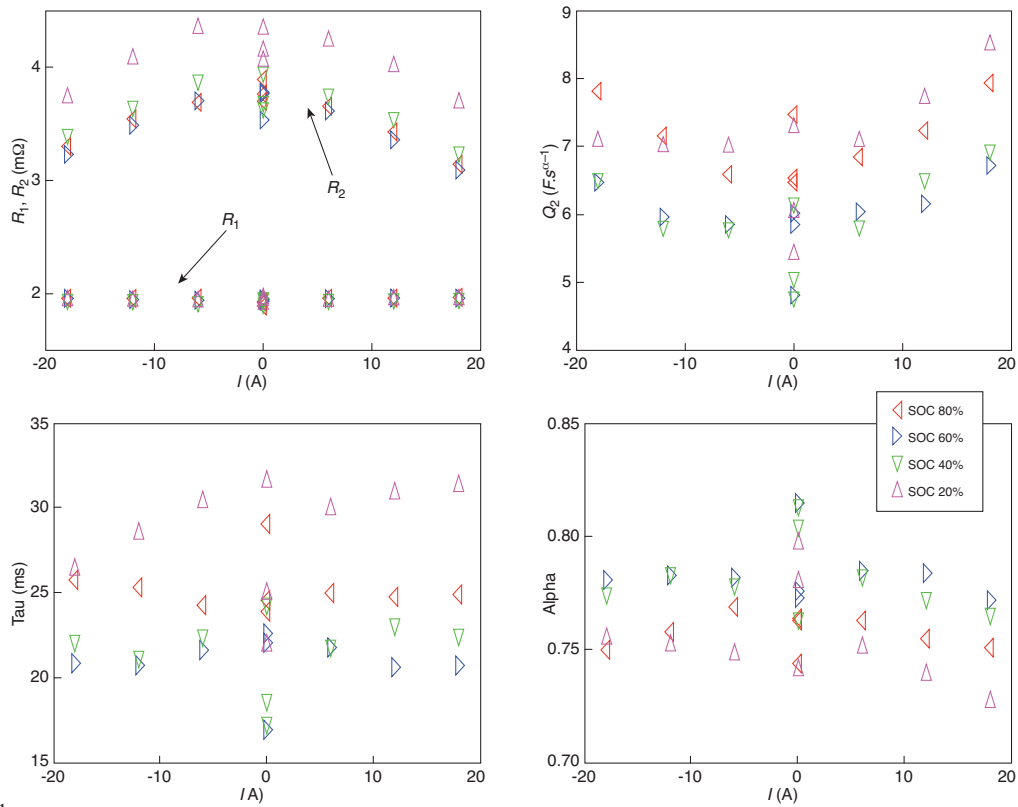 4
3
2
R₁, R₂ (mΩ)
R₂
R₁
-20 -10 0 10 20
I (A)
9
8
7
6
5
4
Q₂ (F.s^α−1)
-20 -10 0 10 20
I (A)
35
30
25
20
15
Tau (ms)
-20 -10 0 10 20
I A)
0.85
0.80
0.75
0.70
Alpha
SOC 80%
SOC 60%
SOC 40%
SOC 20%
-20 -10 0 10 20
I (A)